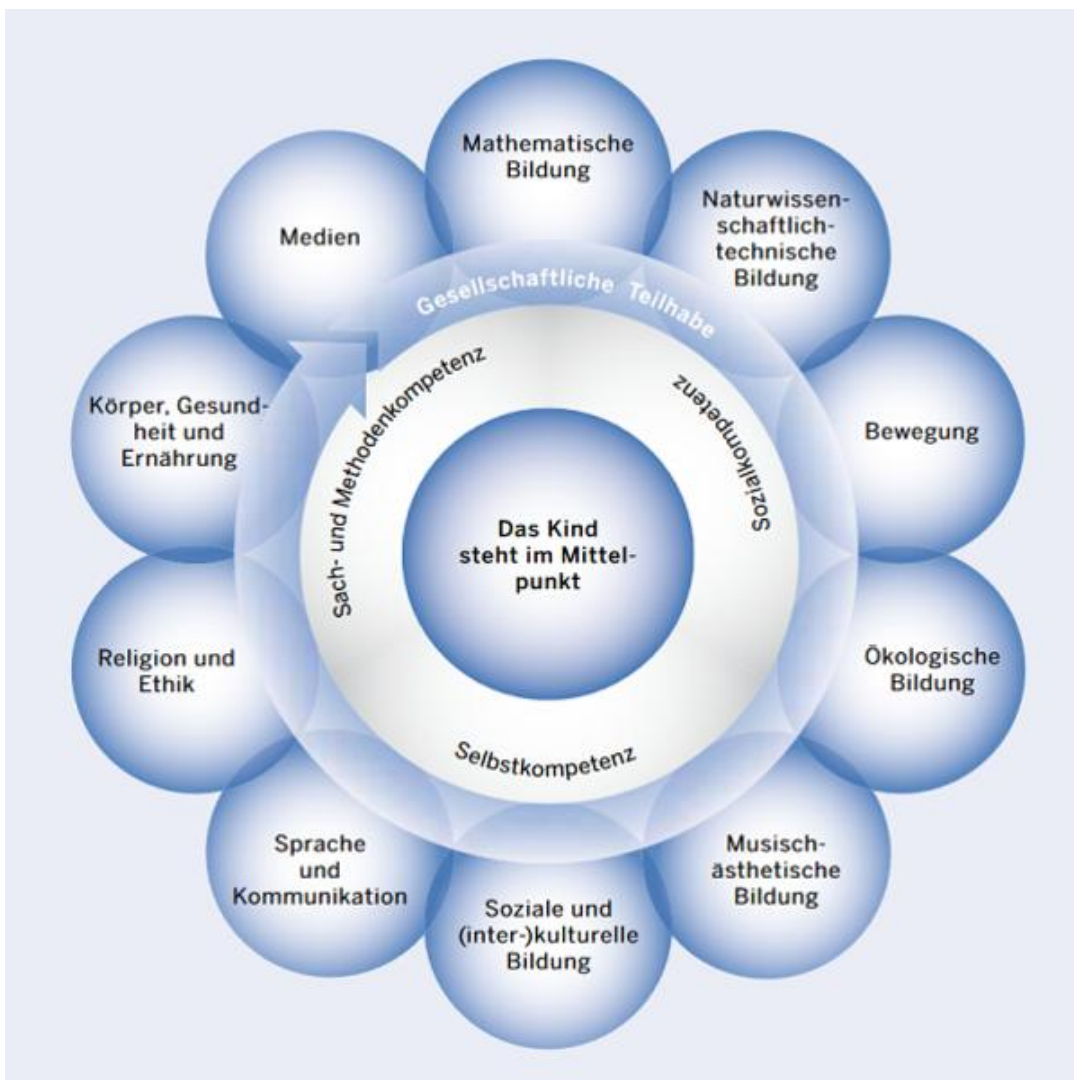 Mathematische
Bildung
Naturwissen-
schaftlich-
technische
Bildung
Medien
Gesellschaftliche Teilhabe
Sach- und Methodenkompetenz
Sozialkompetenz
Körper, Gesund-
heit und
Ernährung
Bewegung
Das Kind
steht im Mittel-
punkt
Religion und
Ethik
Ökologische
Bildung
Selbstkompetenz
Sprache
und
Kommunikation
Musisch-
ästhetische
Bildung
Soziale und
(inter-)kulturelle
Bildung